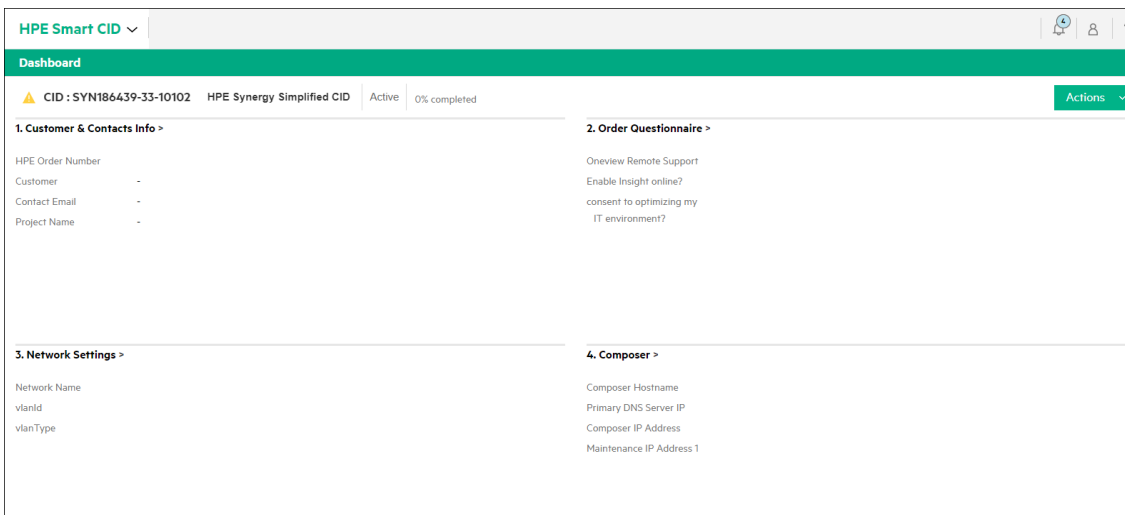 HPE Smart CID
4
Dashboard
CID : SYN186439-33-10102 HPE Synergy Simplified CID Active 0% completed Actions
1. Customer & Contacts Info >
HPE Order Number
Customer -
Contact Email -
Project Name -
2. Order Questionnaire >
Oneview Remote Support
Enable Insight online?
consent to optimizing my
IT environment?
3. Network Settings >
Network Name
vlanId
vlanType
4. Composer >
Composer Hostname
Primary DNS Server IP
Composer IP Address
Maintenance IP Address 1